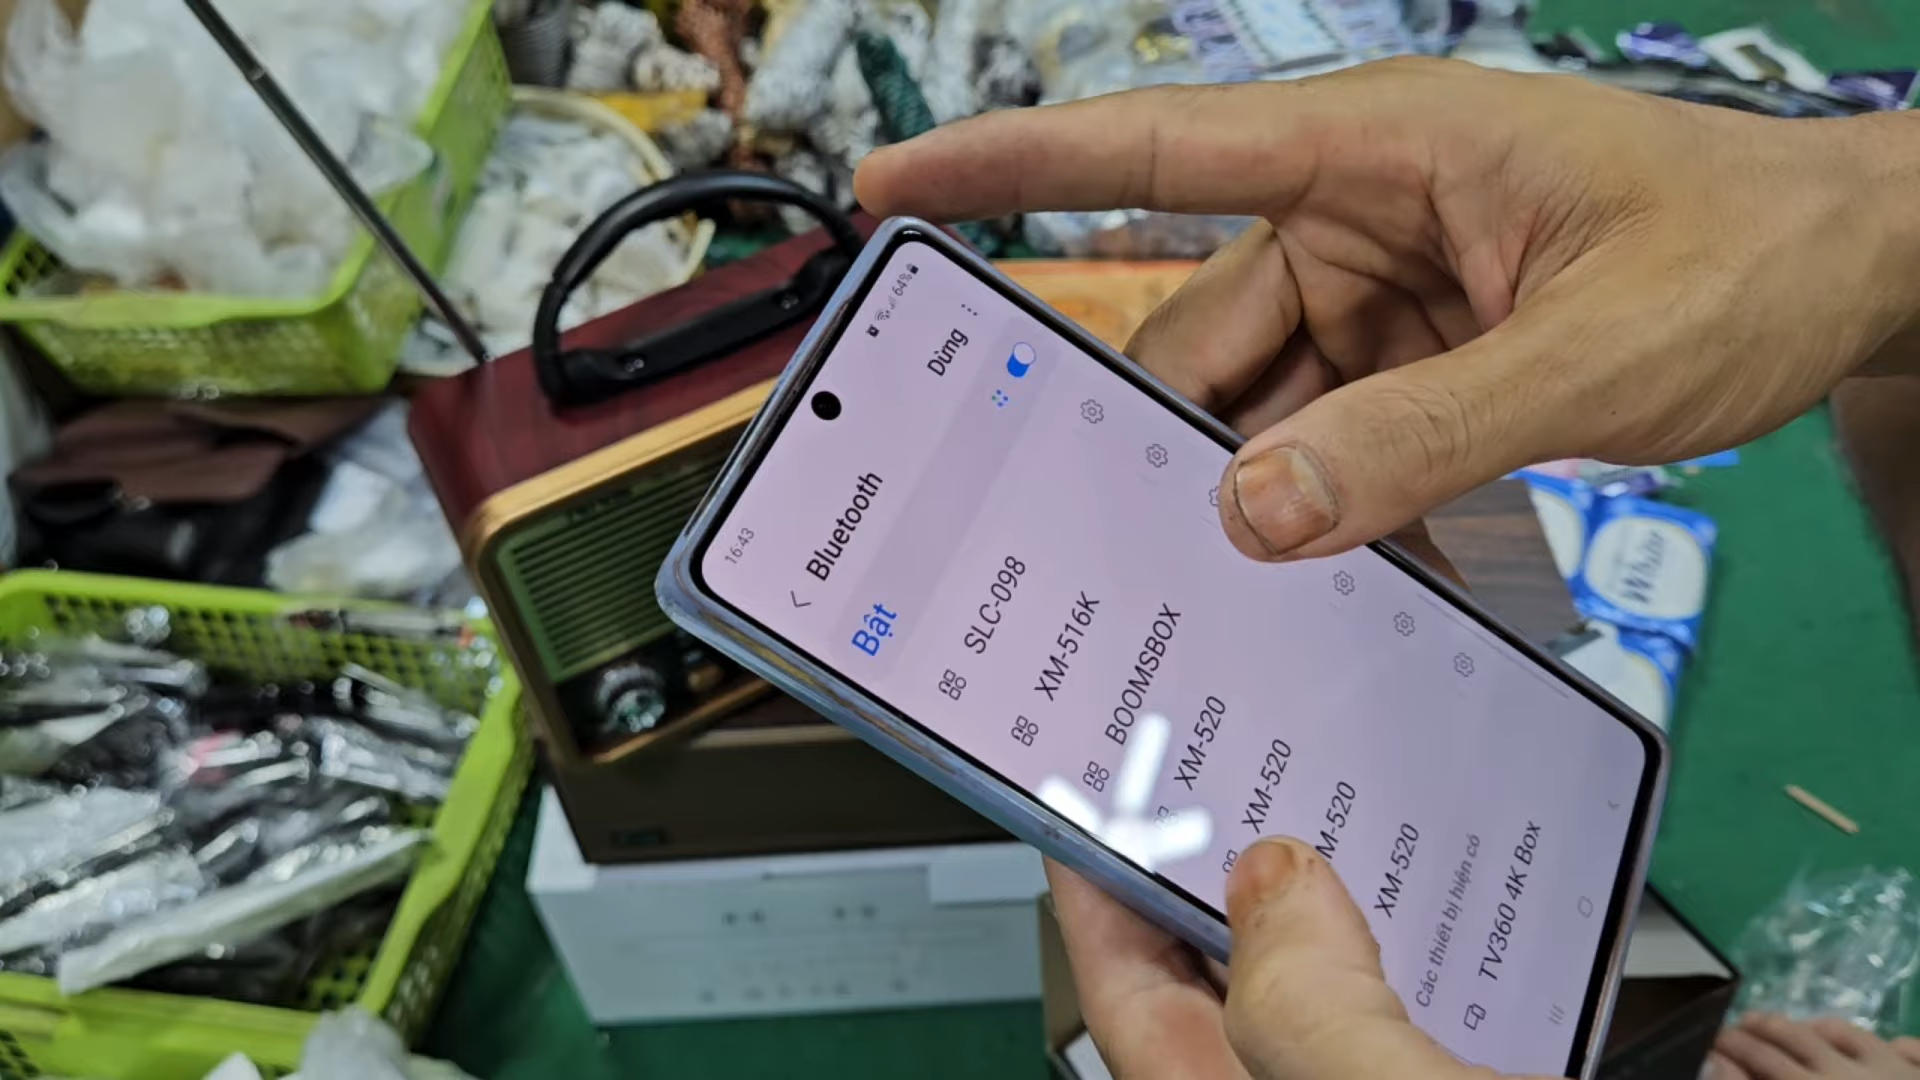 16:43
64%
Bluetooth
Dừng
Bật
SLC-098
XM-516K
BOOMSBOX
XM-520
XM-520
M-520
XM-520
Các thiết bị hiện có
TV360 4K Box
White